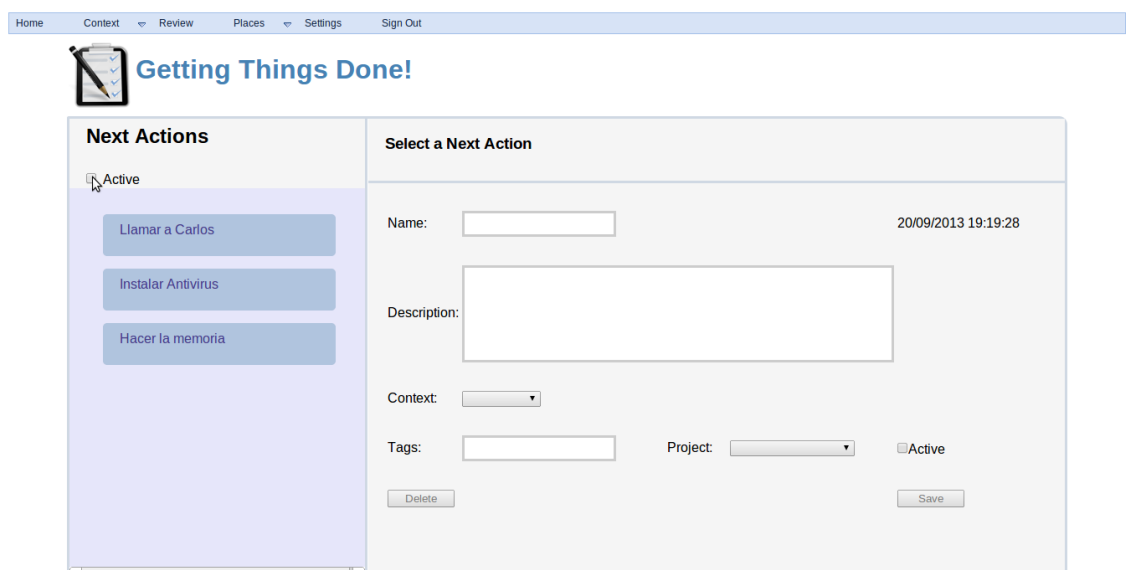 Home Context Review Places Settings Sign Out
Getting Things Done!
Next Actions
Active
Llamar a Carlos
Instalar Antivirus
Hacer la memoria
Select a Next Action
Name: 20/09/2013 19:19:28
Description:
Context:
Tags: Project: Active
Delete Save